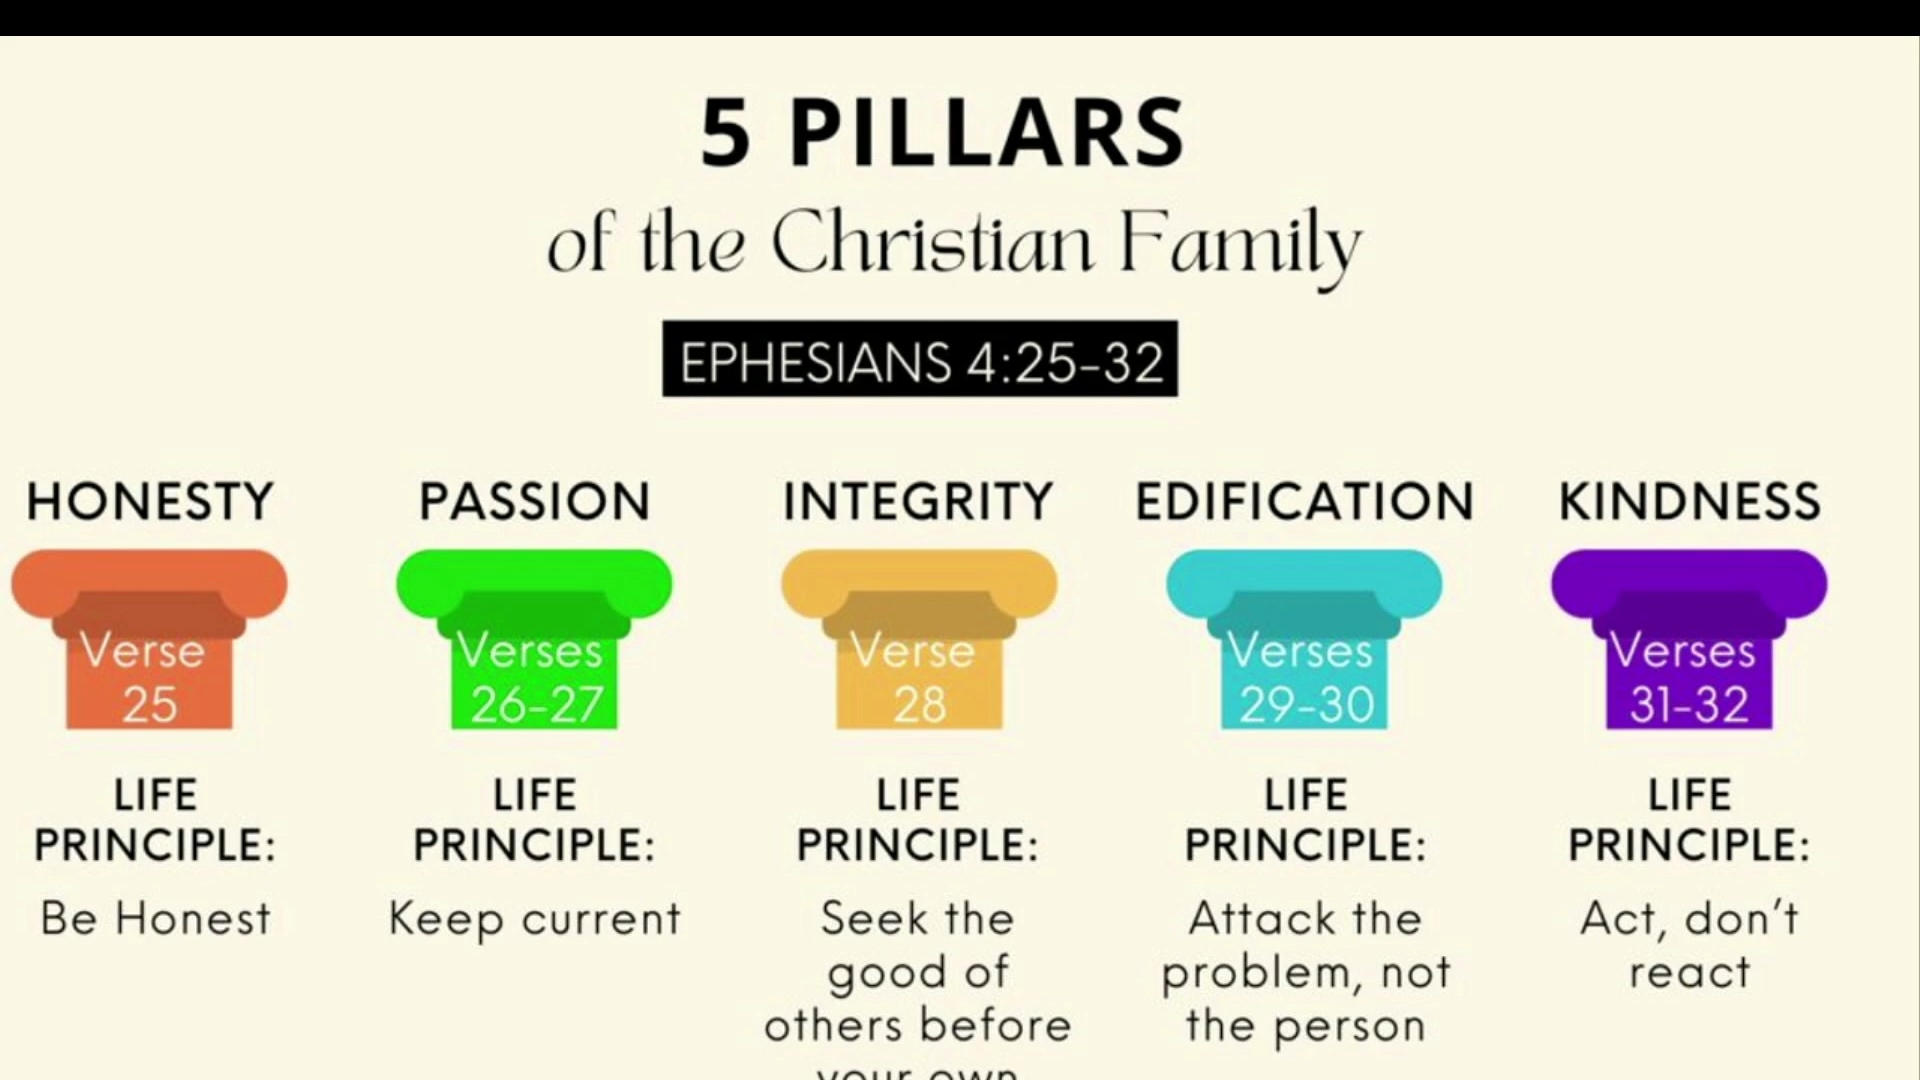 5 PILLARS
of the Christian Family
EPHESIANS 4:25-32
HONESTY
Verse
25
LIFE
PRINCIPLE:
Be Honest
PASSION
Verses
26-27
LIFE
PRINCIPLE:
Keep current
INTEGRITY
Verse
28
LIFE
PRINCIPLE:
Seek the
good of
others before
your own
EDIFICATION
Verses
29-30
LIFE
PRINCIPLE:
Attack the
problem, not
the person
KINDNESS
Verses
31-32
LIFE
PRINCIPLE:
Act, don't
react